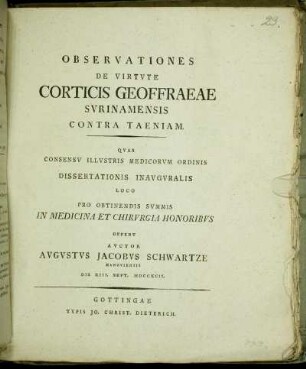 OBSERVATIONES
DE VIRTVTE
CORTICIS GEOFFRAEAE
SVRINAMENSIS
CONTRA TAENIAM.
QVAS
CONSENSV ILLVSTRIS MEDICORVM ORDINIS
DISSERTATIONIS INAVGVRALIS
LOCO
PRO OBTINENDIS SVMMIS
IN MEDICINA ET CHIRVRGIA HONORIBVS
OFFERT
AVCTOR
AVGVSTVS JACOBVS SCHWARTZE
DIE XIII. SEPT. MDCCXCII.
GOTTINGAE
TYPIS JO. CHRIST. DIETERICH.